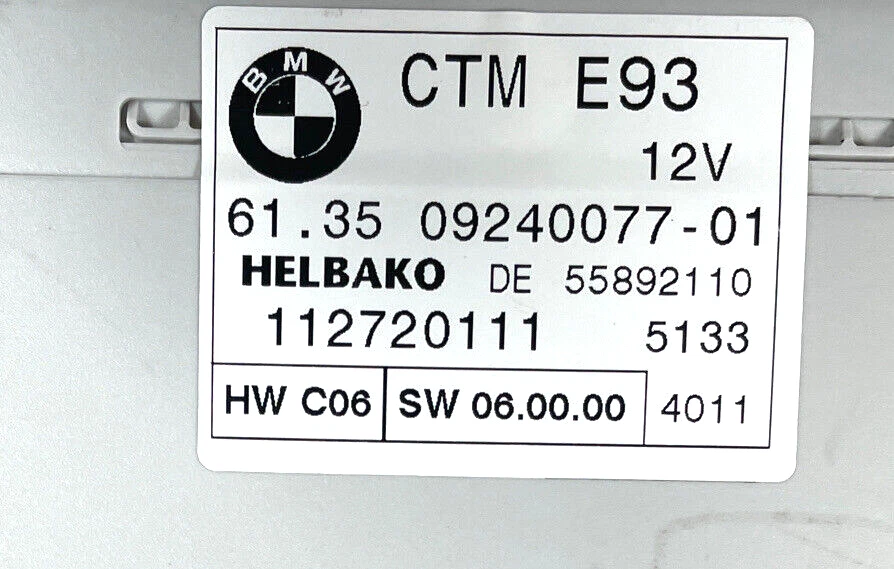 BMW
CTM E93
12V
61.35 09240077-01
HELBAKO DE 55892110
112720111 5133
HW C06 SW 06.00.00 4011